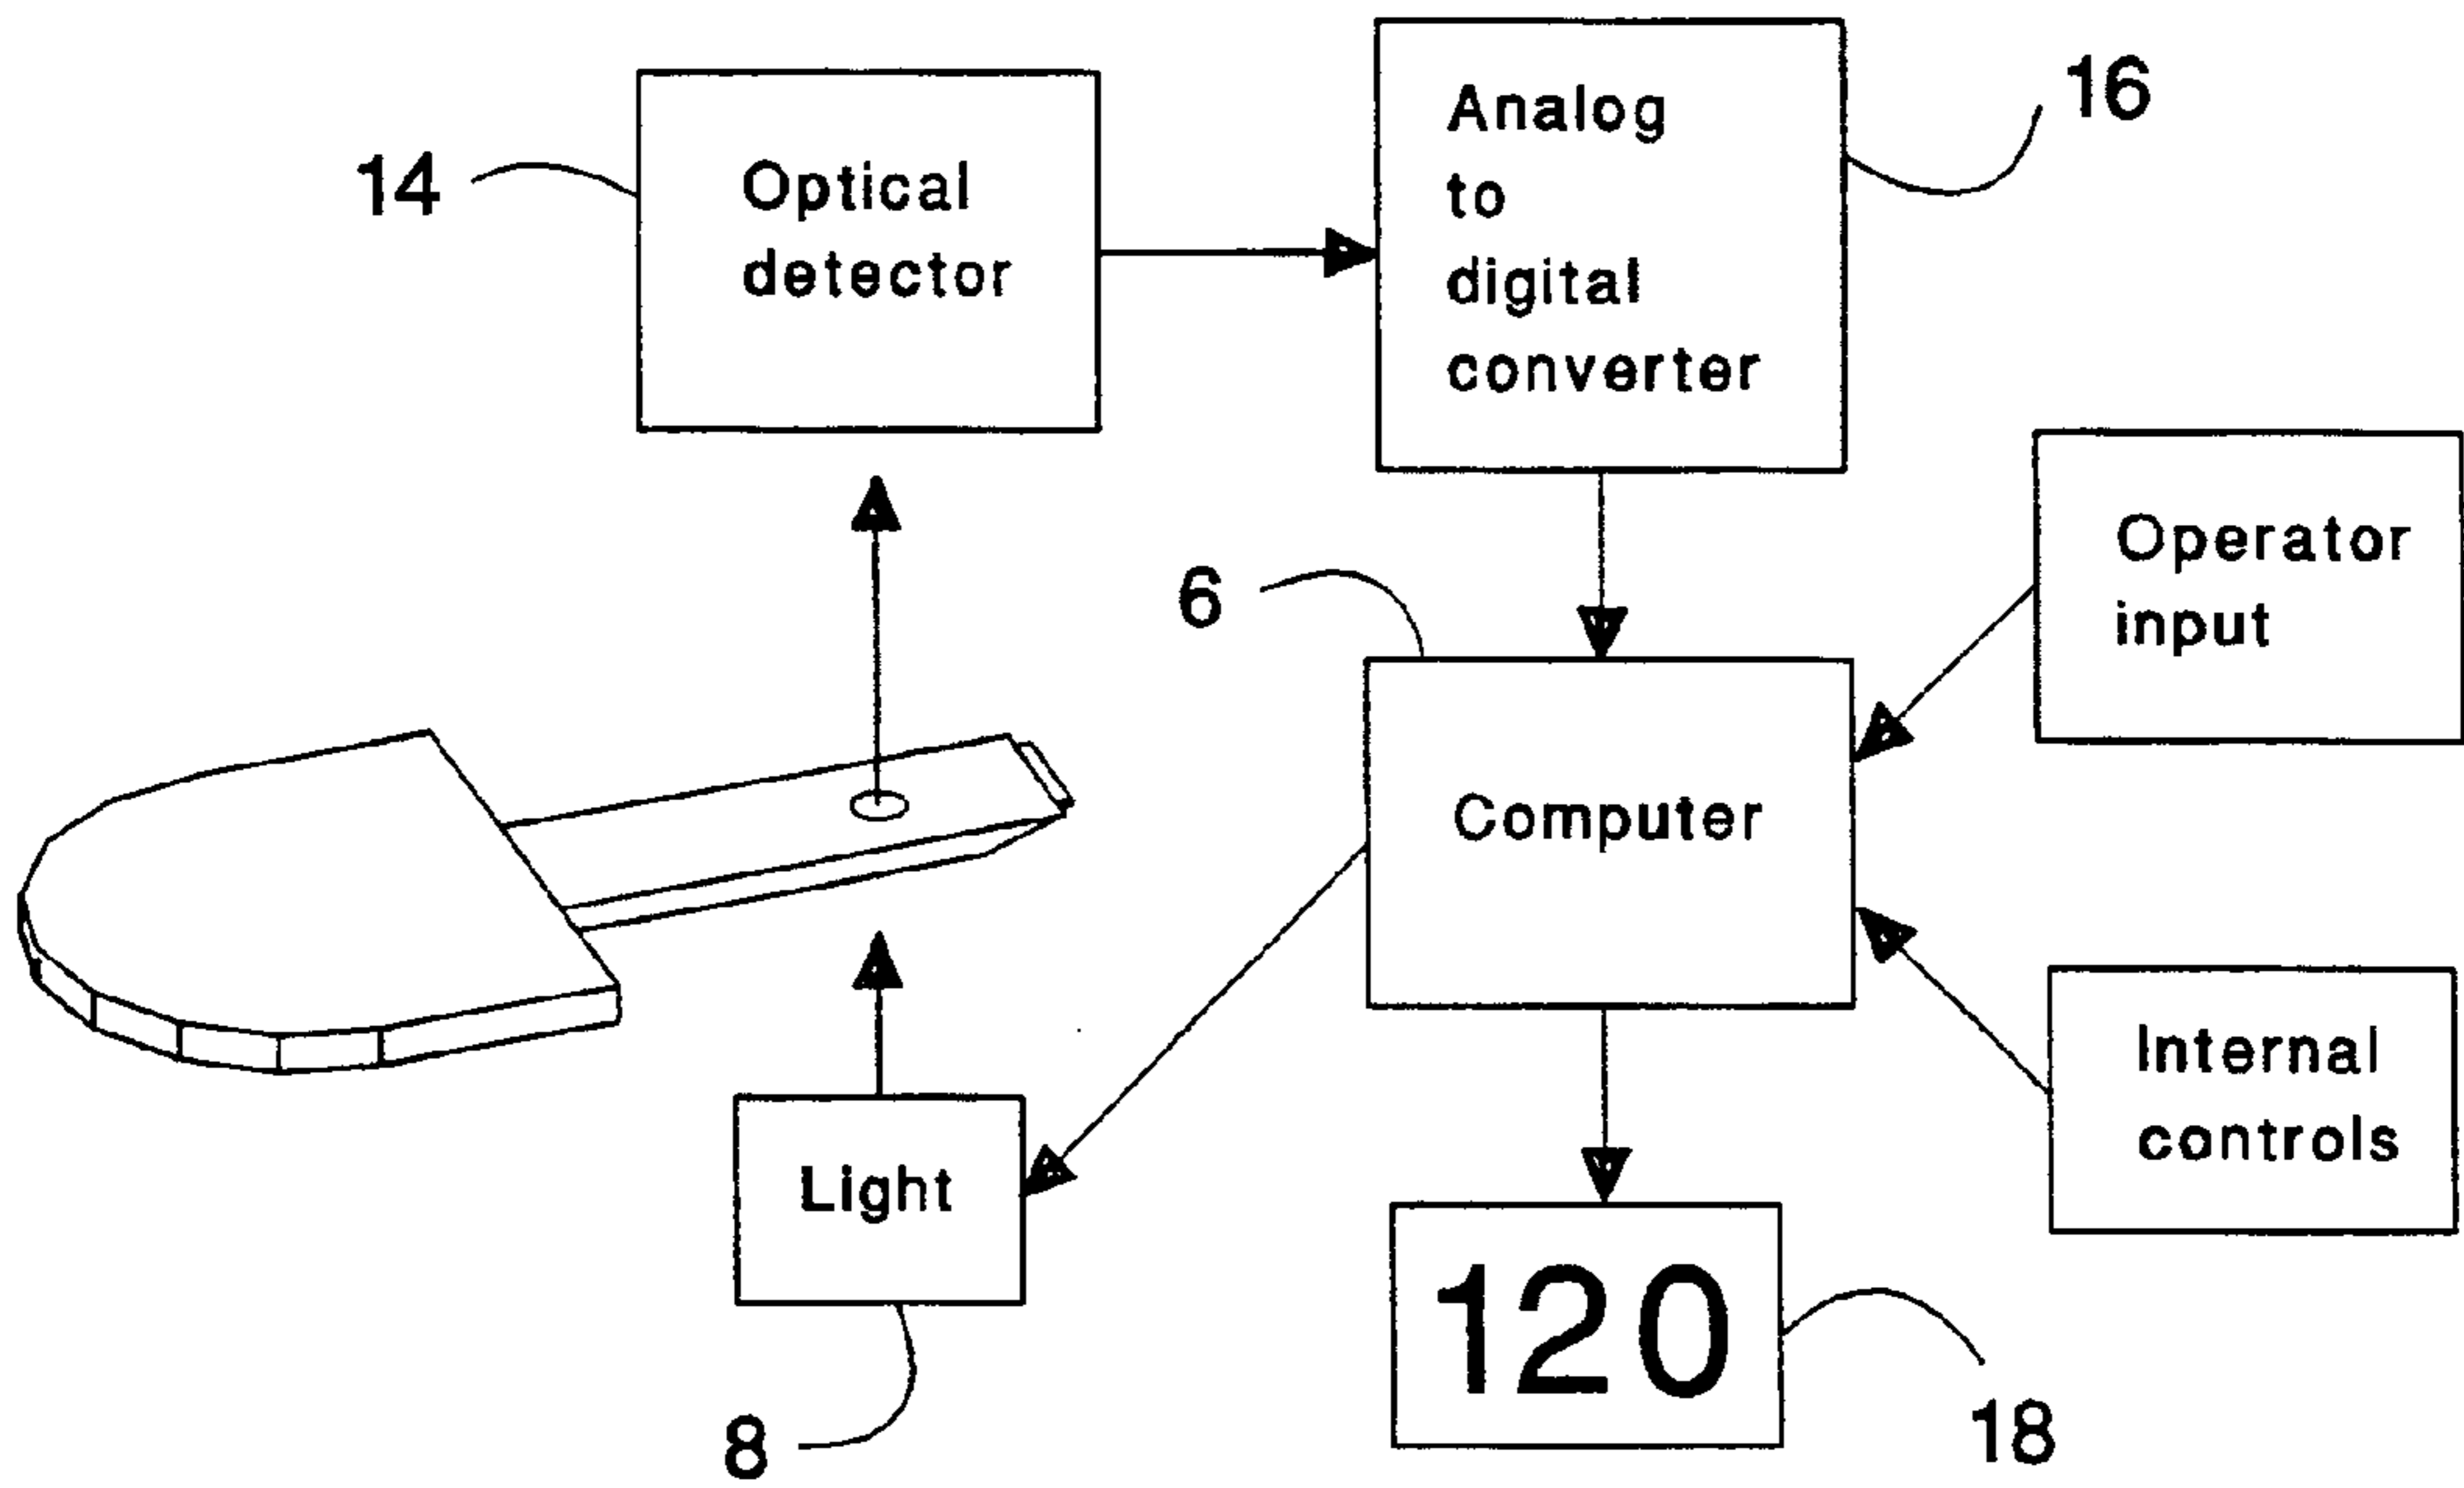 16
Analog
to
digital
converter
14
Optical
detector
Operator
input
6
Computer
Internal
controls
Light
120
8
18